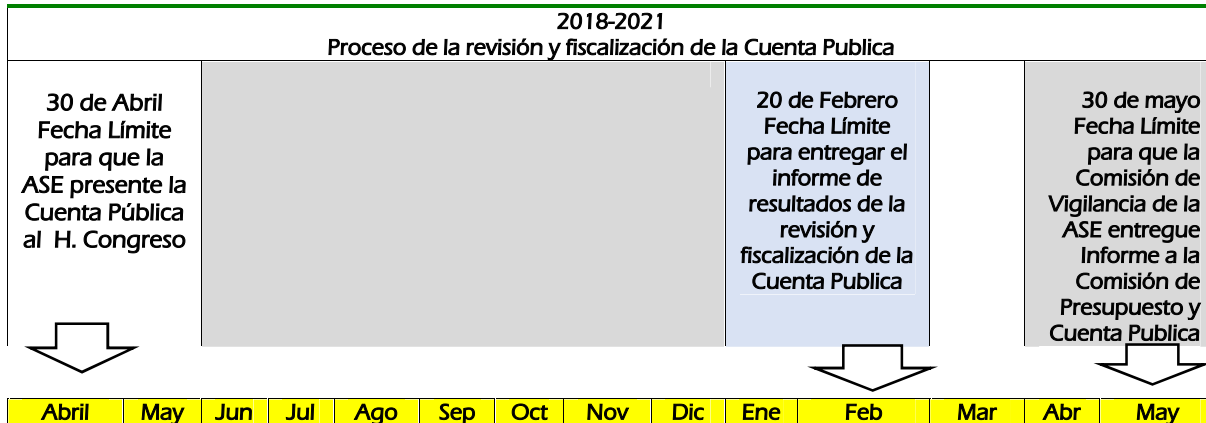 2018-2021
Proceso de la revisión y fiscalización de la Cuenta Publica
30 de Abril
Fecha Límite
para que la
ASE presente la
Cuenta Pública
al H. Congreso
20 de Febrero
Fecha Límite
para entregar el
informe de
resultados de la
revisión y
fiscalización de la
Cuenta Publica
30 de mayo
Fecha Límite
para que la
Comisión de
Vigilancia de la
ASE entregue
Informe a la
Comisión de
Presupuesto y
Cuenta Publica
Abril May Jun Jul Ago Sep Oct Nov Dic Ene Feb Mar Abr May